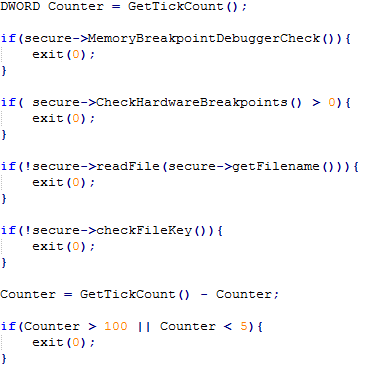 DWORD Counter = GetTickCount();
if(secure->MemoryBreakpointDebuggerCheck()){
exit(0);
}
if( secure->CheckHardwareBreakpoints() > 0){
exit(0);
}
if(!secure->readFile(secure->getFilename())){
exit(0);
}
if(!secure->checkFileKey()){
exit(0);
}
Counter = GetTickCount() - Counter;
if(Counter > 100 || Counter < 5){
exit(0);
}